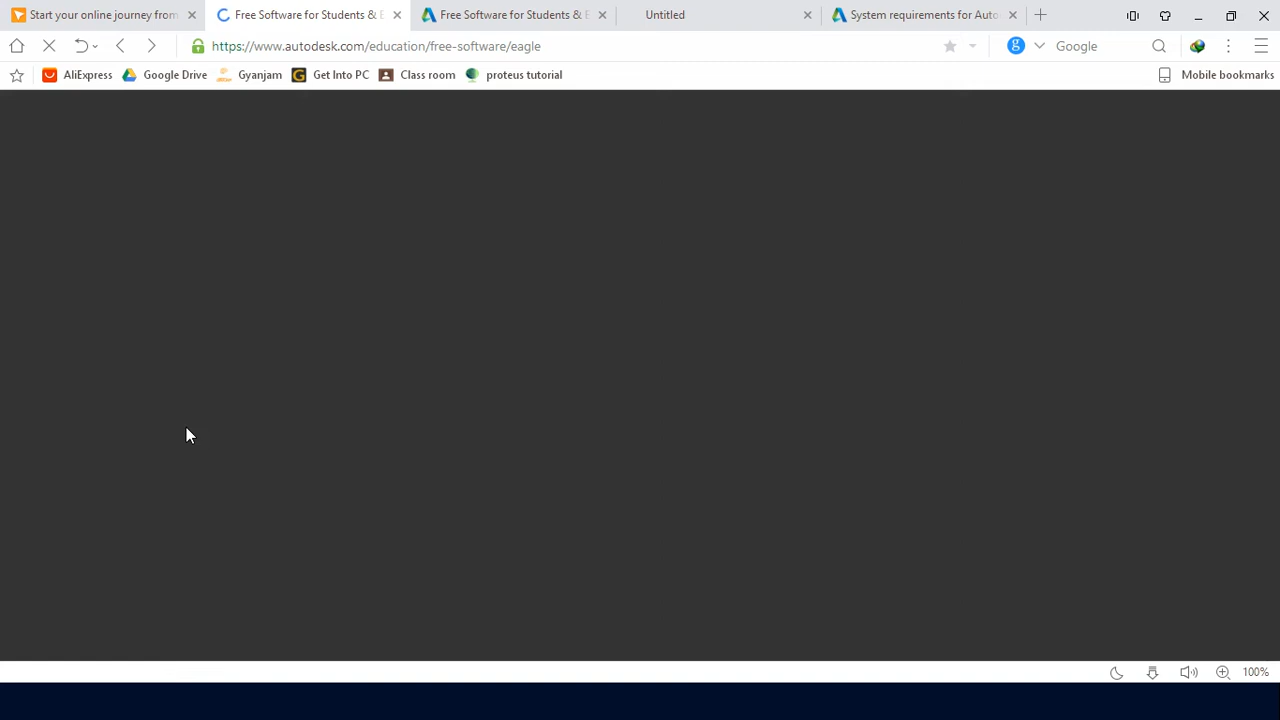 Start your online journey from
Free Software for Students & E
Free Software for Students & E
Untitled
System requirements for Auto
https://www.autodesk.com/education/free-software/eagle
g
Google
AliExpress
Google Drive
Gyanjam
G
Get Into PC
Class room
proteus tutorial
Mobile bookmarks
100%